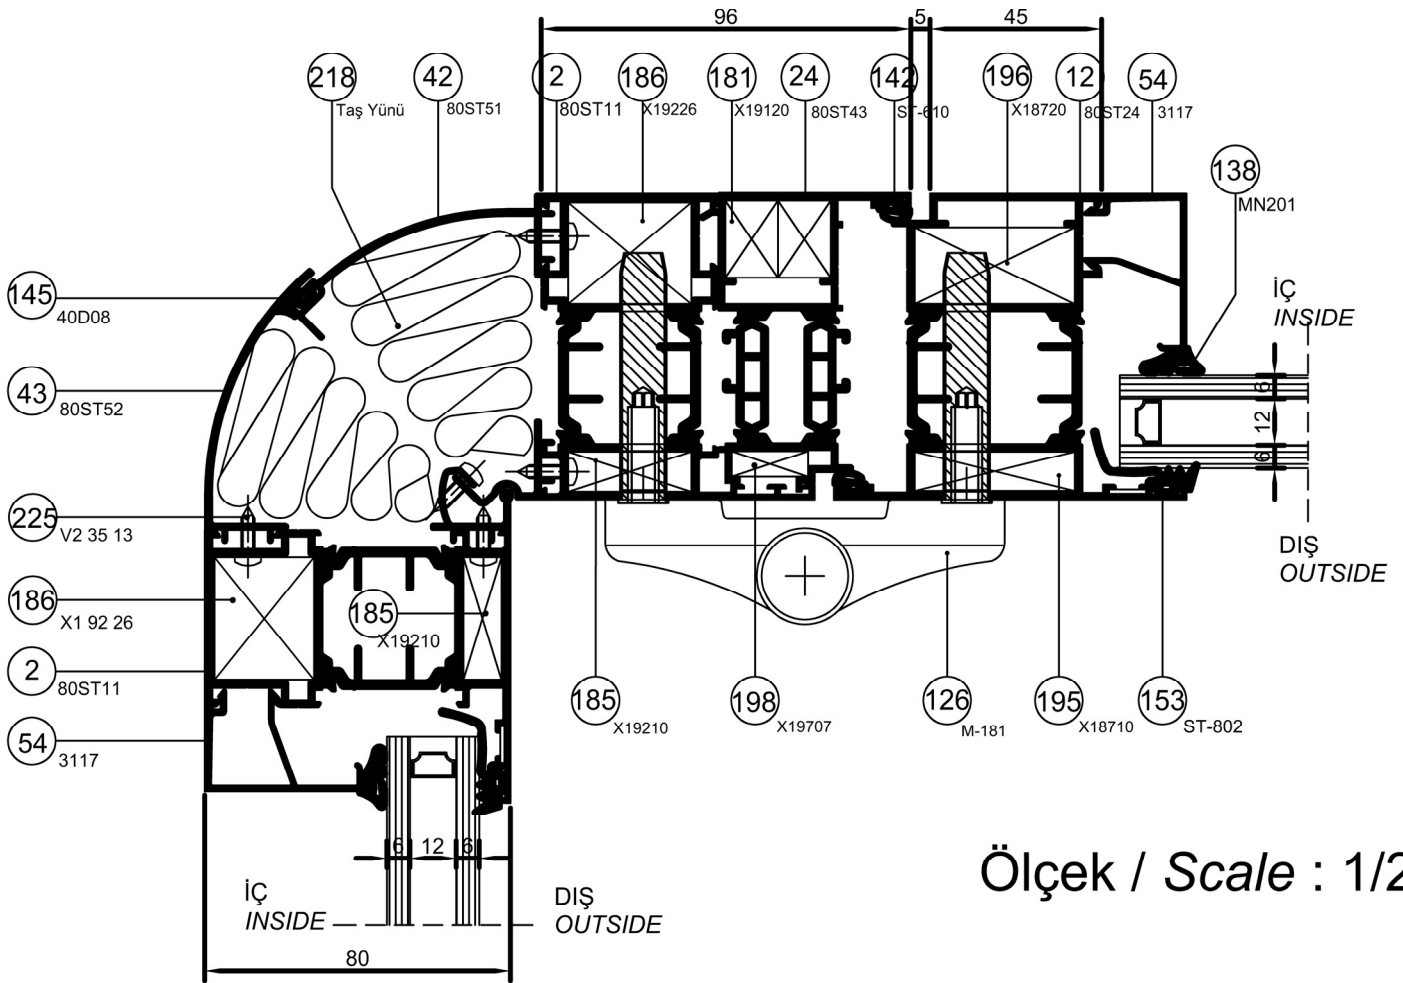 96 5 45
218 42 2 186 181 24 142 196 12 54
Taş Yünü 80ST51 80ST11 X19226 X19120 80ST43 ST-610 X18720 80ST24 3117
138
MN201
145
40D08
İÇ
INSIDE
43
80ST52
6
12
6
225
V2 35 13
DIŞ
OUTSIDE
186
X1 92 26
185
X19210
2
80ST11
185 198 126 195 153
X19210 X19707 M-181 X18710 ST-802
54
3117
6 12 6
Ölçek / Scale : 1/2
İÇ
INSIDE
DIŞ
OUTSIDE
80